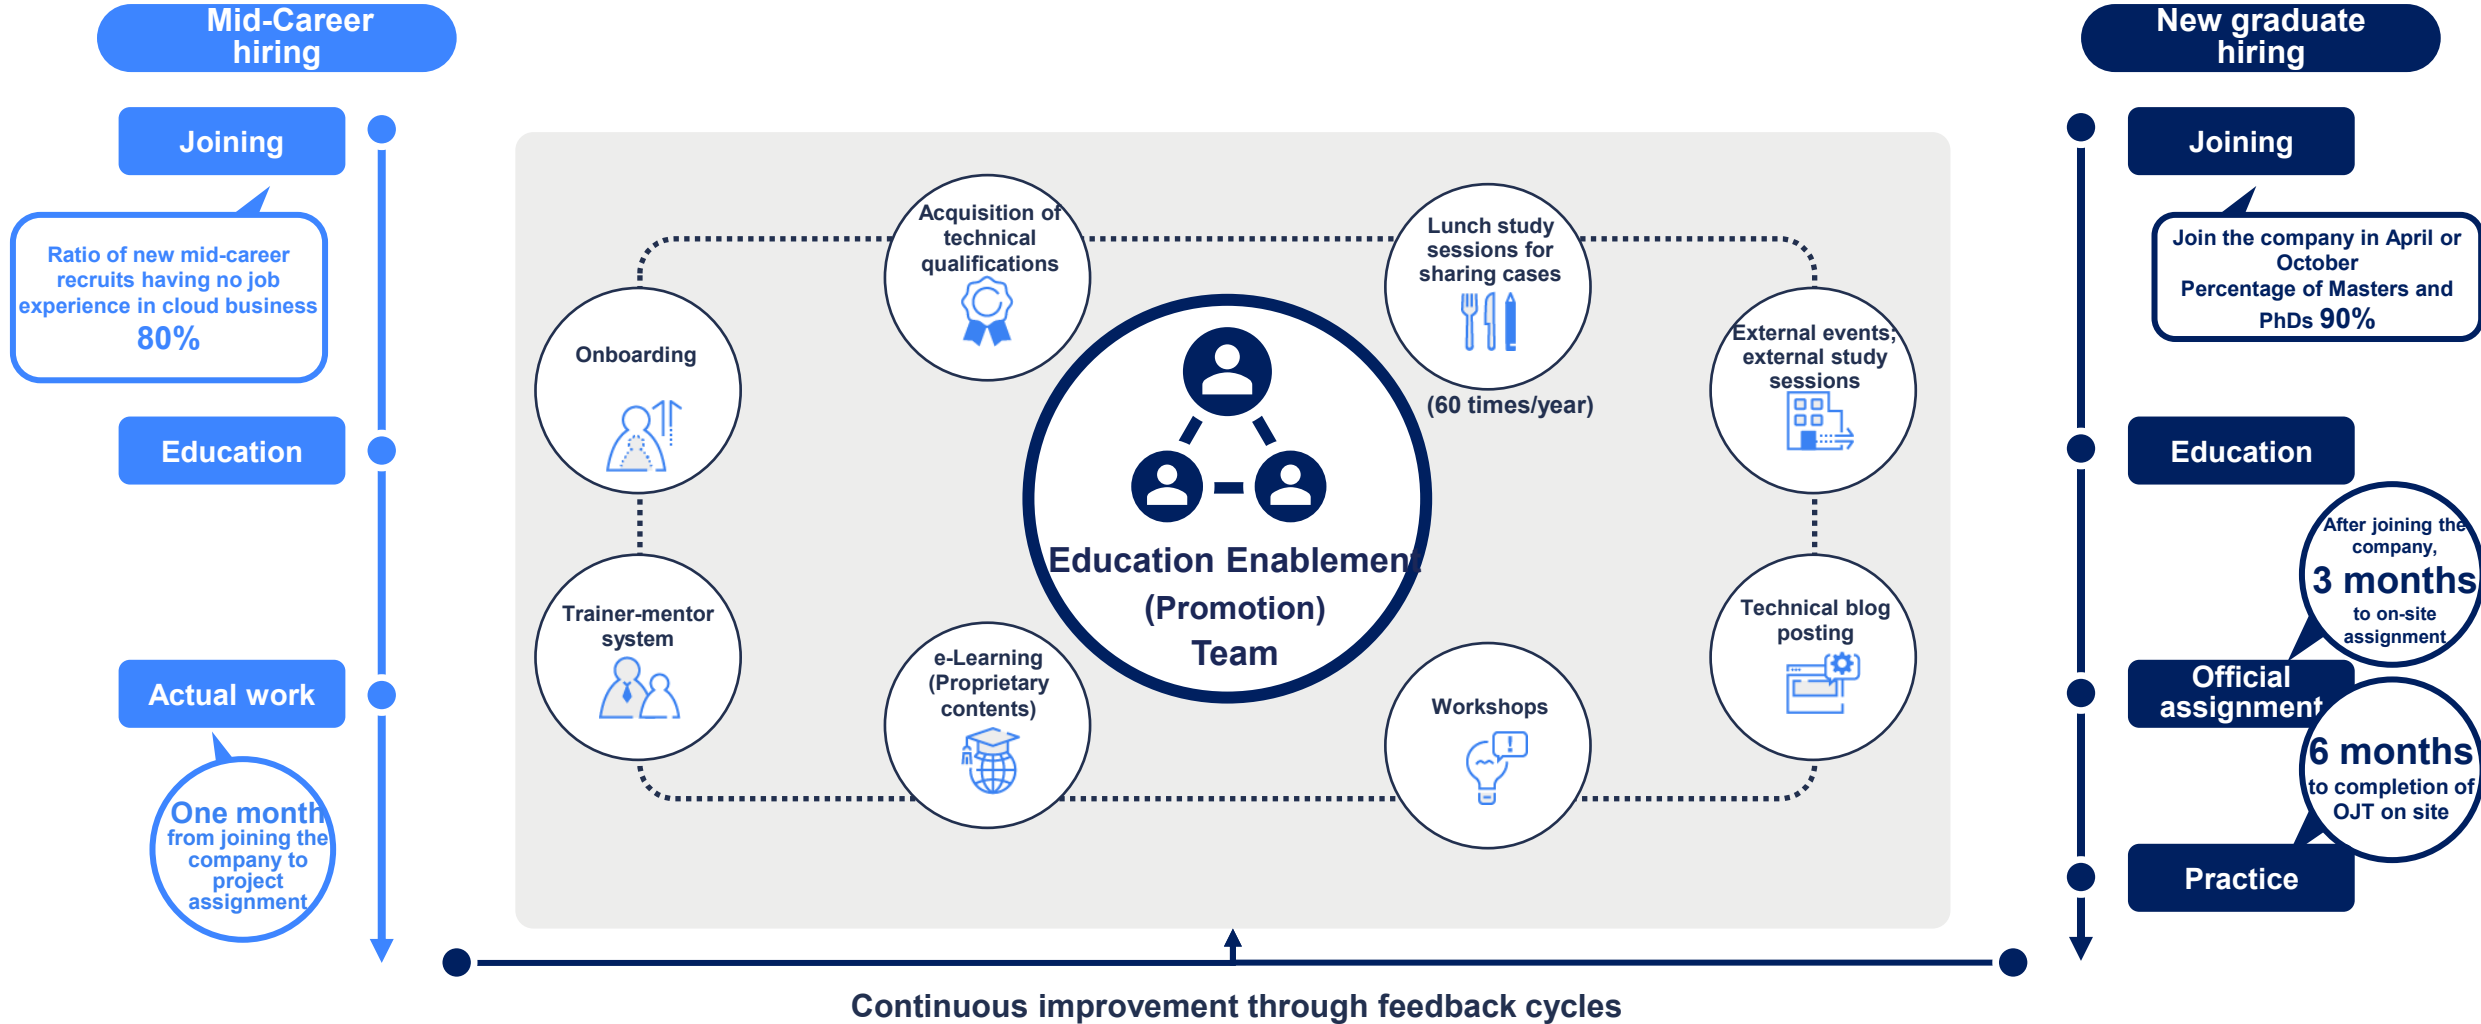 Mid-Career
hiring
Joining
Ratio of new mid-career
recruits having no job
experience in cloud business
80%
Education
Actual work
One month
from joining the
company to
project
assignment
Acquisition of
technical
qualifications
Lunch study
sessions for
sharing cases
(60 times/year)
Onboarding
External events;
external study
sessions
Education Enablement
(Promotion)
Team
Trainer-mentor
system
e-Learning
(Proprietary
contents)
Workshops
Technical blog
posting
Continuous improvement through feedback cycles
New graduate
hiring
Joining
Join the company in April or
October
Percentage of Masters and
PhDs 90%
Education
After joining the
company,
3 months
to on-site
assignment
Official
assignment
6 months
to completion of
OJT on site
Practice
!